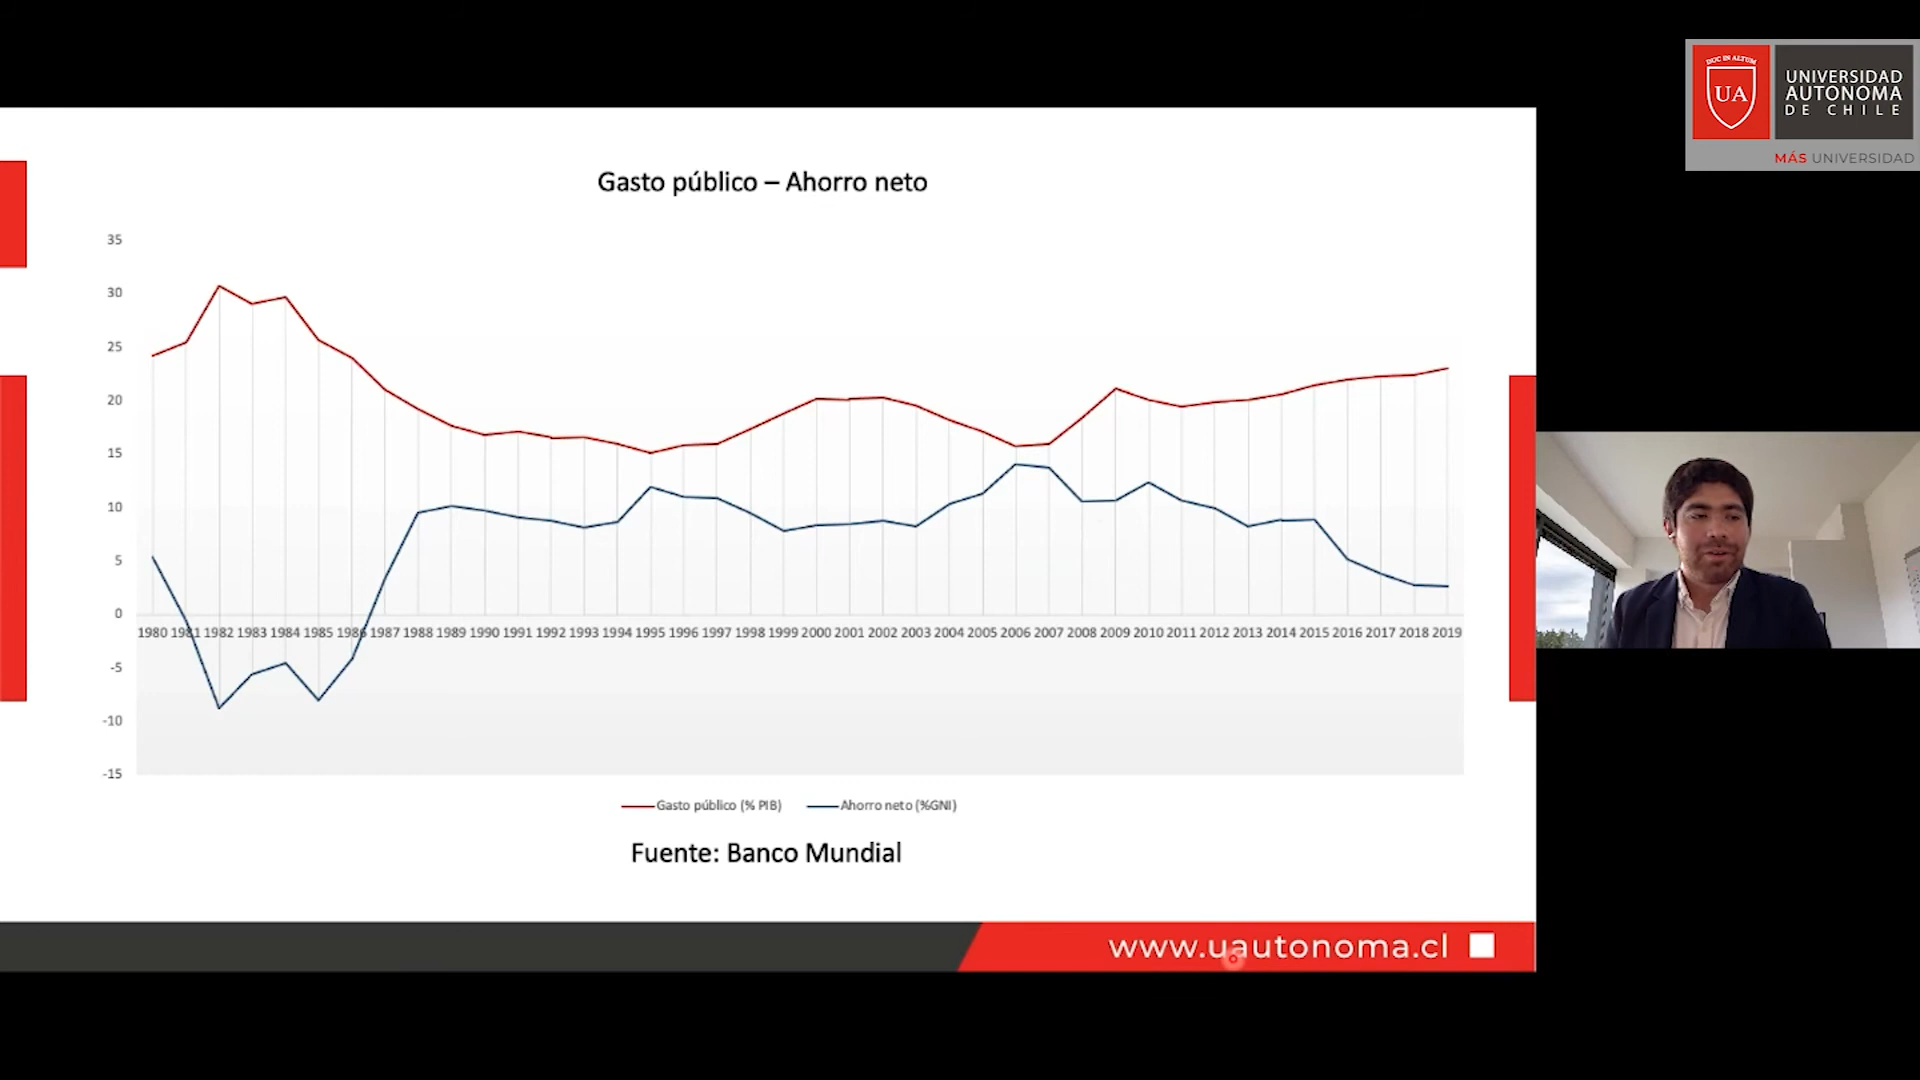 DUC IN ALTUM
UA
UNIVERSIDAD
AUTONOMA
DE CHILE
MÁS UNIVERSIDAD
Gasto público – Ahorro neto
35
30
25
20
15
10
5
0
-5
-10
-15
1980 1981 1982 1983 1984 1985 1986 1987 1988 1989 1990 1991 1992 1993 1994 1995 1996 1997 1998 1999 2000 2001 2002 2003 2004 2005 2006 2007 2008 2009 2010 2011 2012 2013 2014 2015 2016 2017 2018 2019
Gasto público (% PIB) Ahorro neto (%GNI)
Fuente: Banco Mundial
www.uautonoma.cl